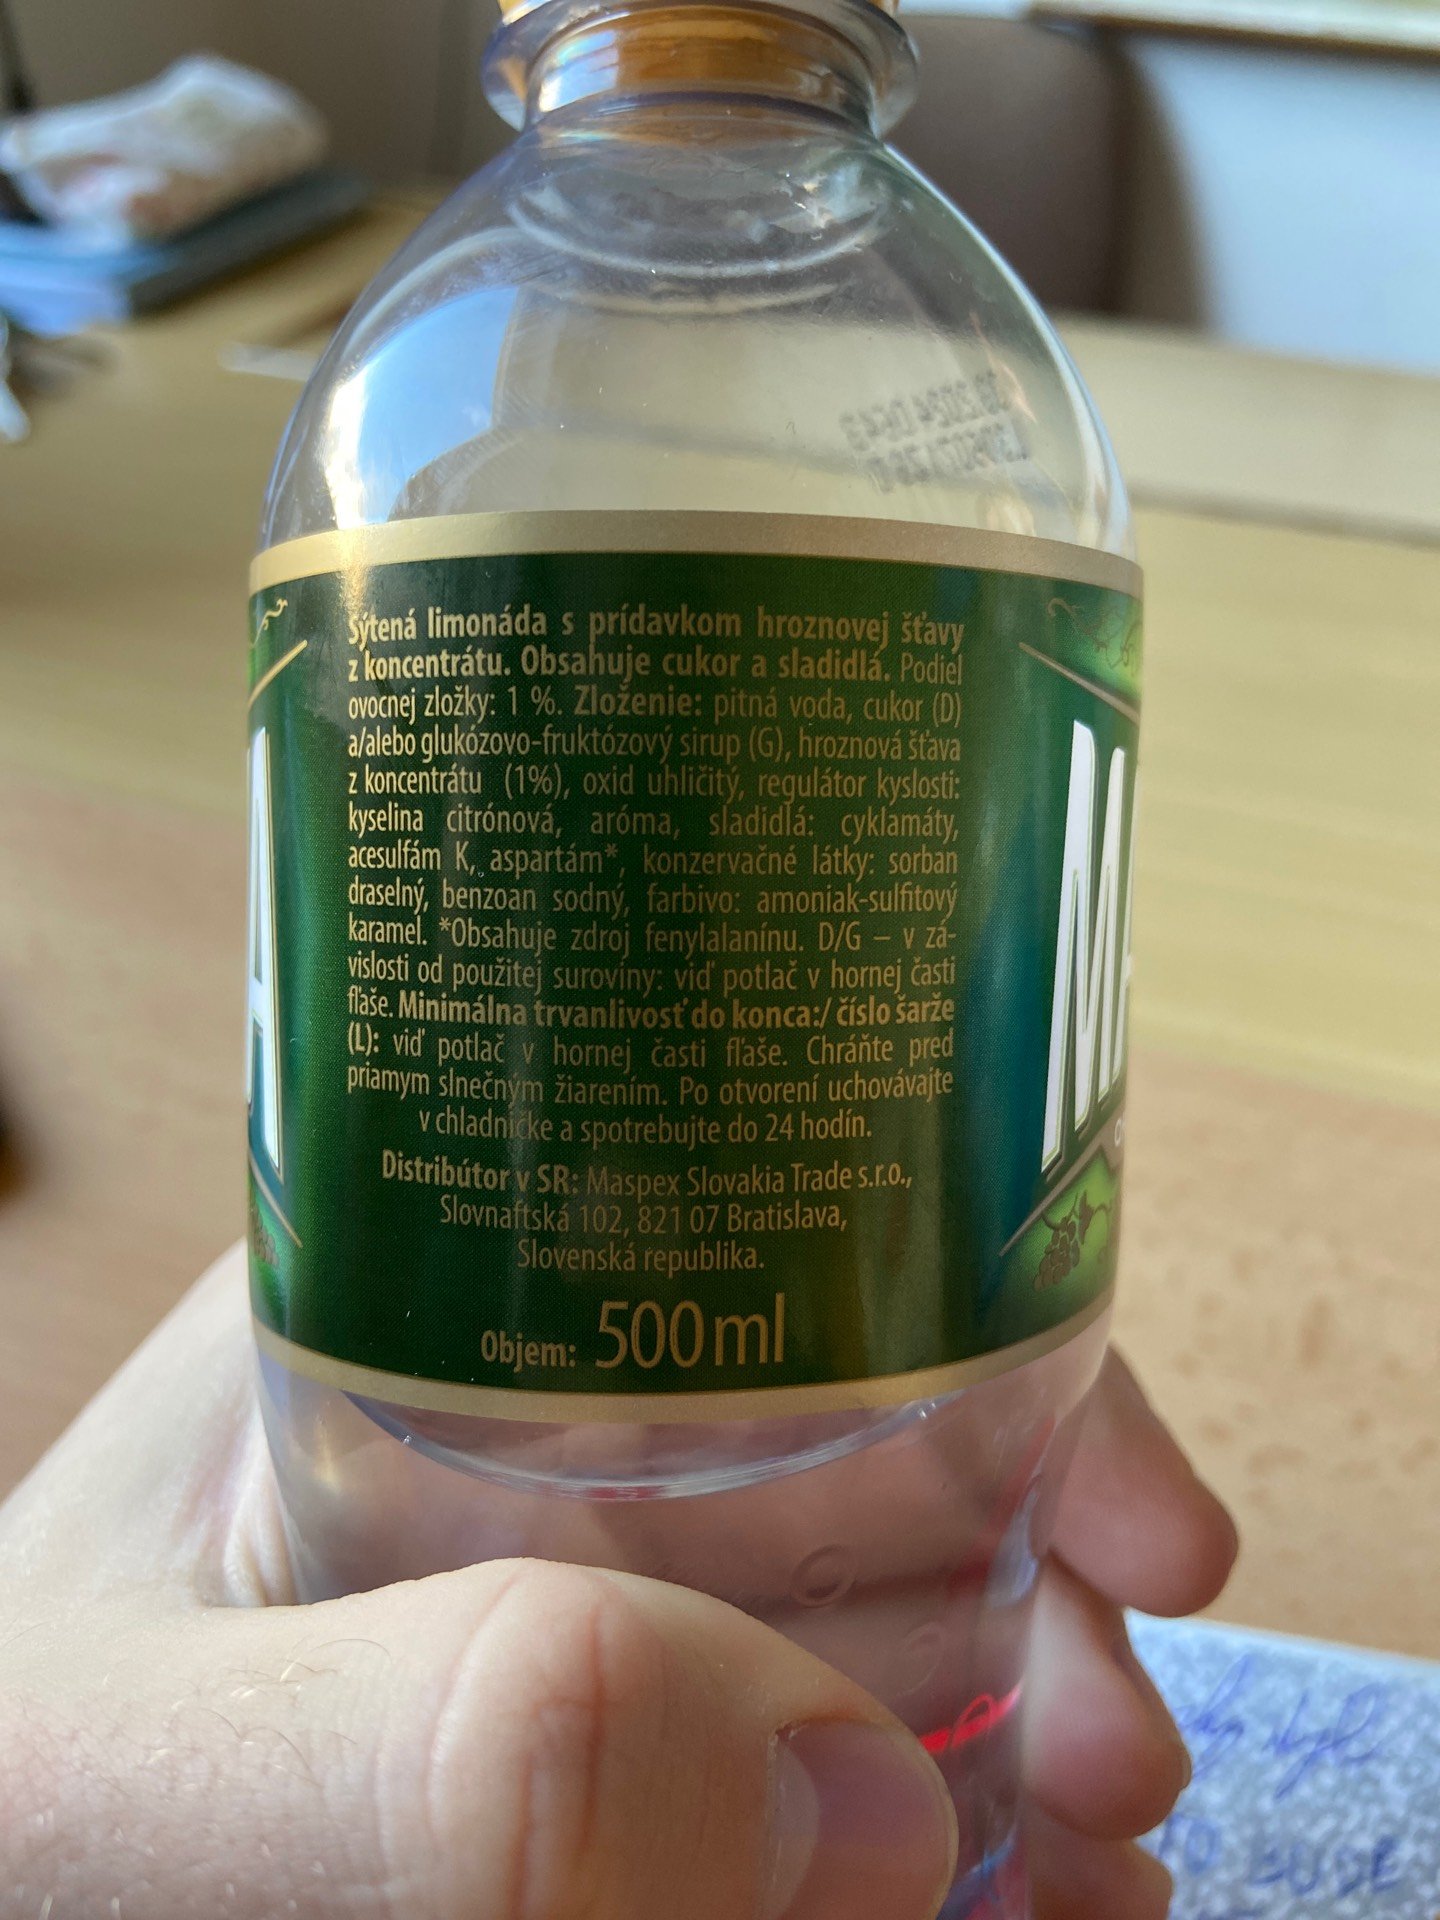 Sýtená limonáda s prídavkom hroznovej šťavy
z koncentrátu. Obsahuje cukor a sladidlá. Podiel
ovocnej zložky: 1 %. Zloženie: pitná voda, cukor (D)
a/alebo glukózovo-fruktózový sirup (G), hroznová šťava
z koncentrátu (1%), oxid uhličitý, regulátor kyslosti:
kyselina citrónová, aróma, sladidlá: cyklamáty,
acesulfám K, aspartám*, konzervačné látky: sorban
draselný, benzoan sodný, farbivo: amoniak-sulfitový
karamel. *Obsahuje zdroj fenylalanínu. D/G – v zá-
vislosti od použitej suroviny: viď potlač v hornej časti
fľaše. Minimálna trvanlivosť do konca:/ číslo šarže
(L): viď potlač v hornej časti fľaše. Chráňte pred
priamym slnečným žiarením. Po otvorení uchovávajte
v chladničke a spotrebujte do 24 hodín.
Distribútor v SR: Maspex Slovakia Trade s.r.o.,
Slovnaftská 102, 821 07 Bratislava,
Slovenská republika.
Objem: 500ml
A
MA